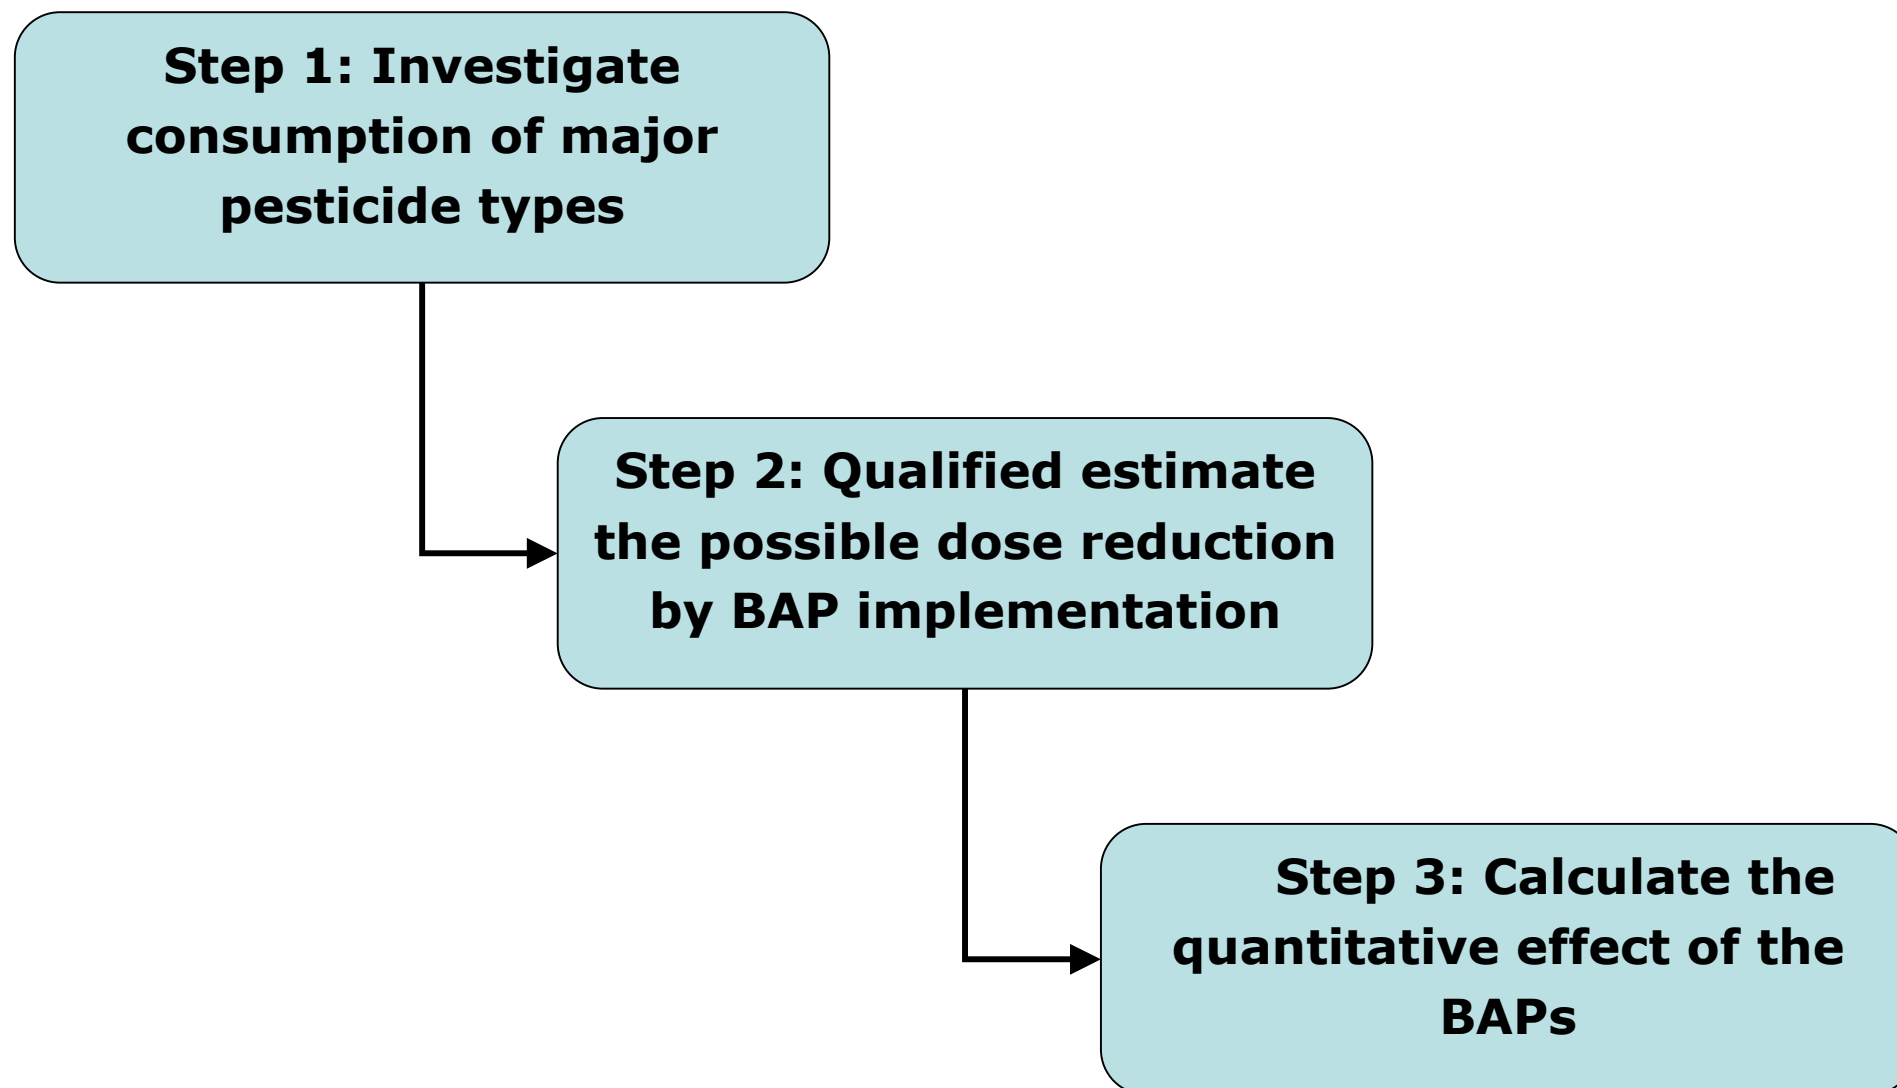 Step 1: Investigate
consumption of major
pesticide types
Step 2: Qualified estimate
the possible dose reduction
by BAP implementation
Step 3: Calculate the
quantitative effect of the
BAPs